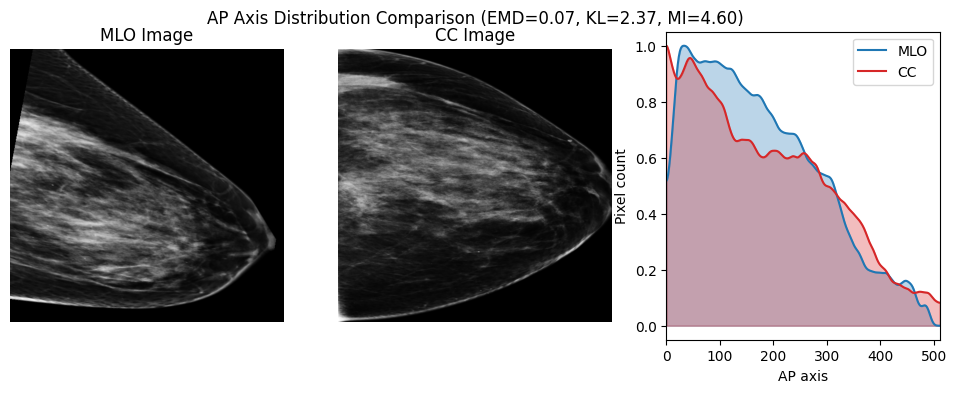 AP Axis Distribution Comparison (EMD=0.07, KL=2.37, MI=4.60)
MLO Image
CC Image
MLO
CC
1.0
0.8
0.6
0.4
0.2
0.0
Pixel count
0 100 200 300 400 500
AP axis